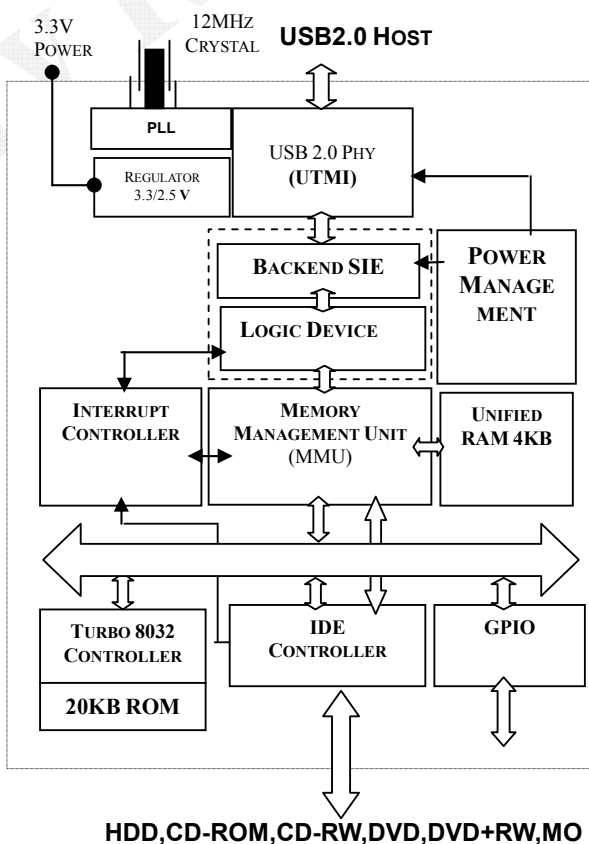 3.3V
POWER
12MHZ
CRYSTAL
USB2.0 HOST
PLL
REGULATOR
3.3/2.5 V
USB 2.0 PHY
(UTMI)
BACKEND SIE
LOGIC DEVICE
POWER
MANAGE
MENT
INTERRUPT
CONTROLLER
MEMORY
MANAGEMENT UNIT
(MMU)
UNIFIED
RAM 4KB
TURBO 8032
CONTROLLER
20KB ROM
IDE
CONTROLLER
GPIO
HDD,CD-ROM,CD-RW,DVD,DVD+RW,MO